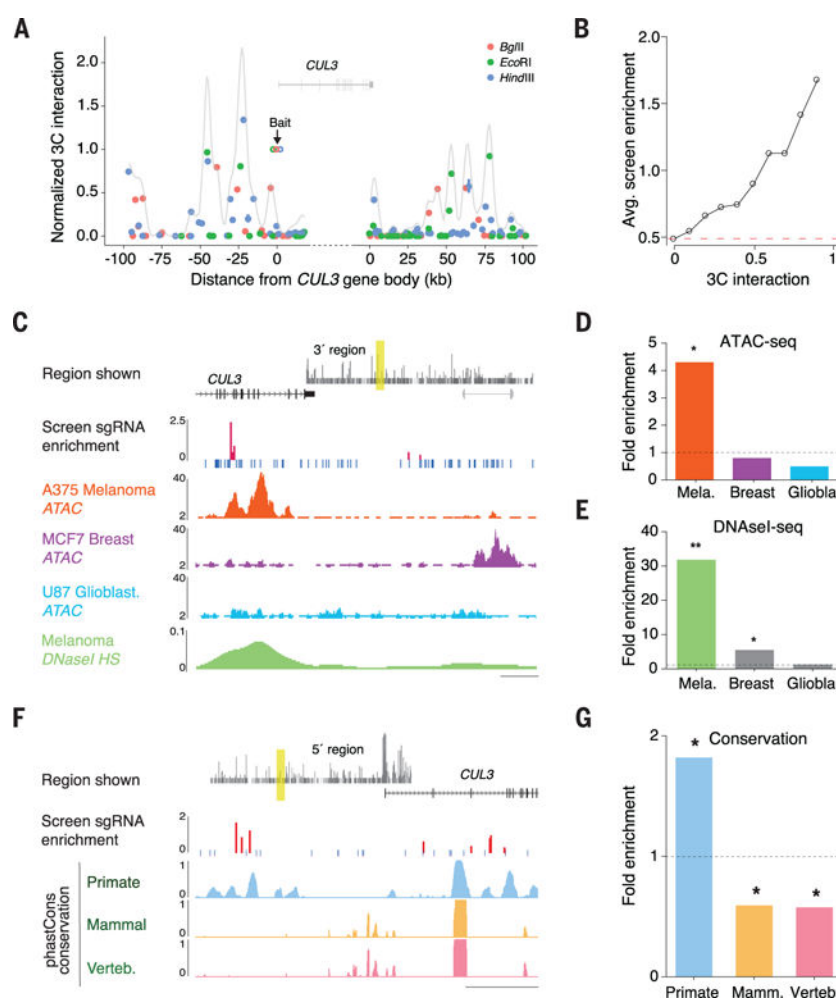 A
CUL3
BglII
EcoRI
HindIII
Bait
Normalized 3C interaction
2.0
1.5
1.0
0.5
0.0
-100 -75 -50 -25 0 0 25 50 75 100
Distance from CUL3 gene body (kb)
B
Avg. screen enrichment
2.0
1.5
1.0
0.5
0 0.5 1
3C interaction
C
3´ region
Region shown
CUL3
Screen sgRNA
enrichment
2.5
0
A375 Melanoma
ATAC
40
2
MCF7 Breast
ATAC
40
2
U87 Glioblast.
ATAC
40
2
Melanoma
DNaseI HS
0.1
0
D
ATAC-seq
Fold enrichment
5
4
3
2
1
0
*
Mela. Breast Gliobla
E
DNAseI-seq
Fold enrichment
40
30
20
10
0
**
*
Mela. Breast Gliobla
F
5´ region
Region shown
CUL3
Screen sgRNA
enrichment
2
0
phastCons
conservation
Primate
1
0
Mammal
1
0
Verteb.
1
0
G
Conservation
Fold enrichment
2
1
0
*
*
*
Primate Mamm. Verteb